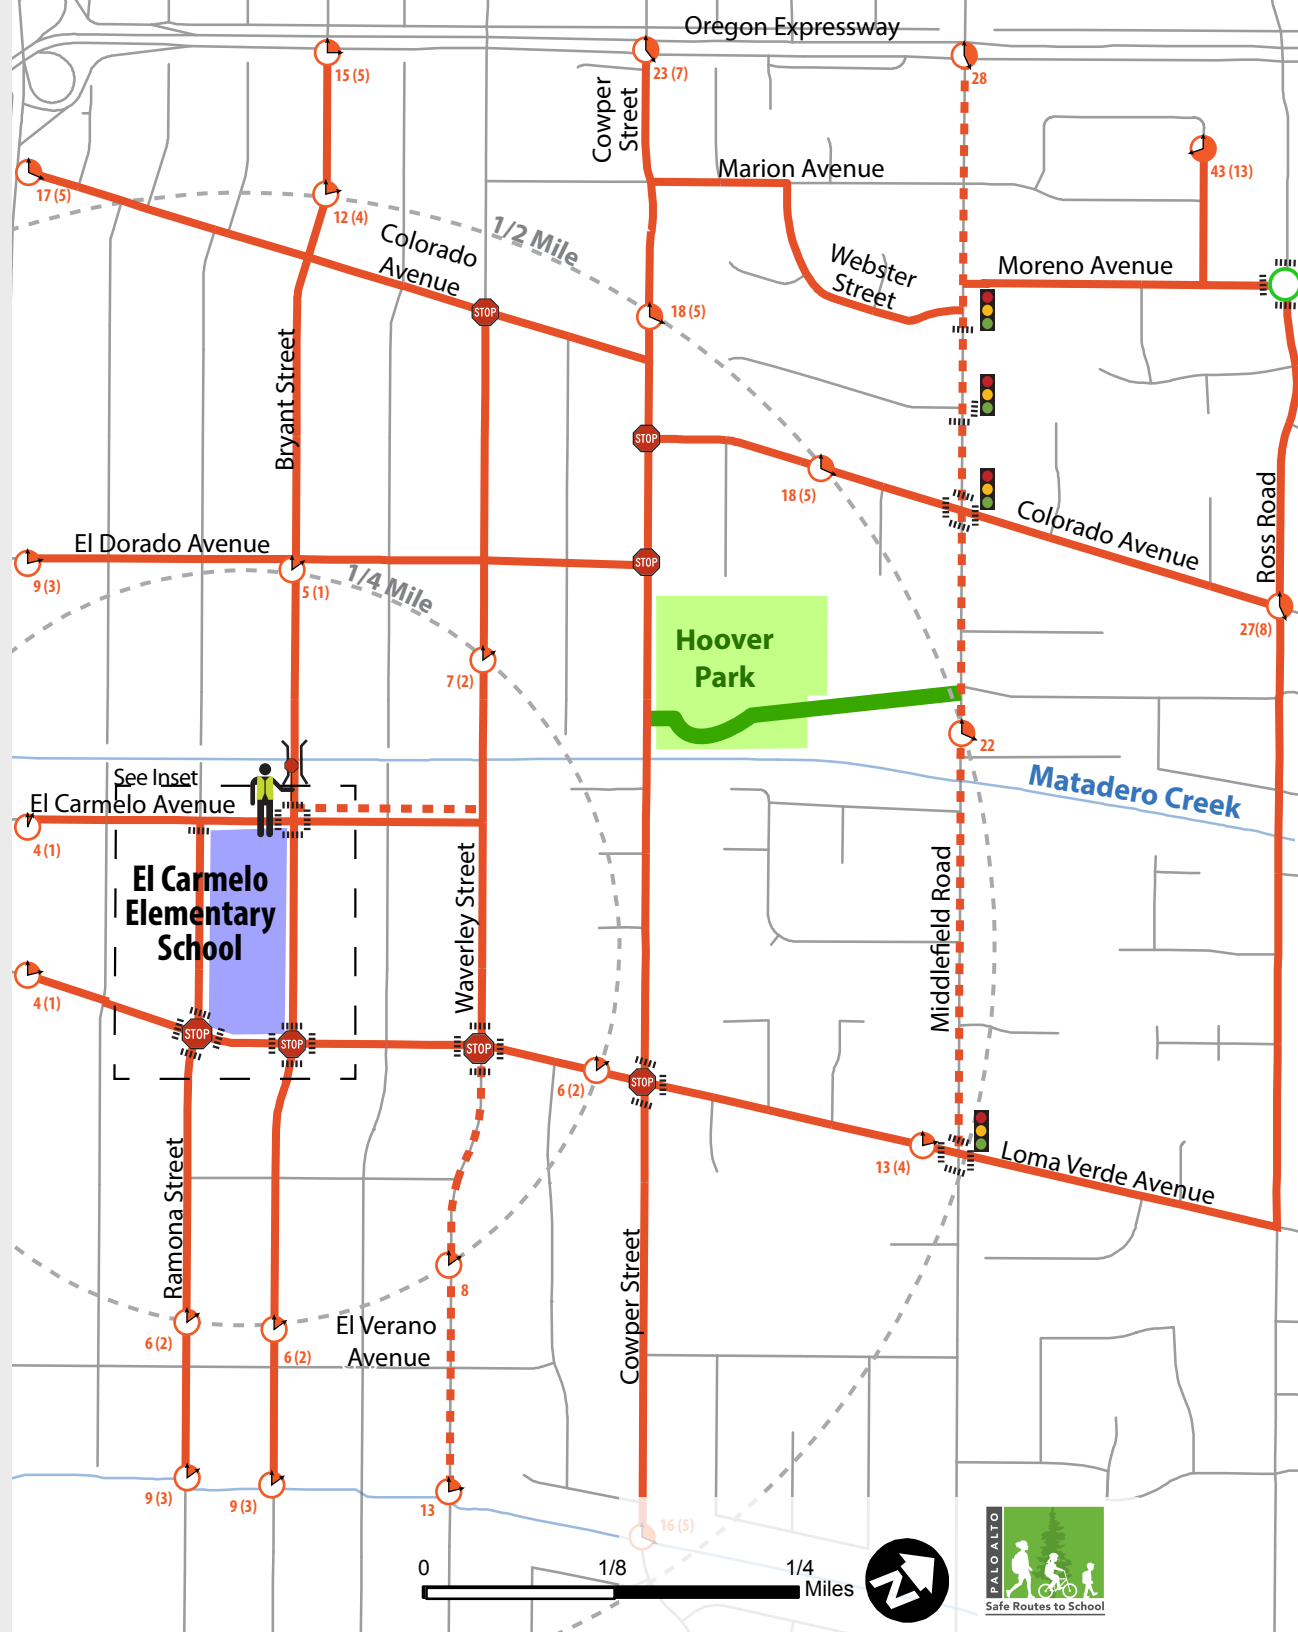 Oregon Expressway
15 (5)
23 (7)
28
Cowper
Street
Marion Avenue
43 (13)
17 (5)
12 (4)
1/2 Mile
Colorado
Avenue
Webster
Street
Moreno Avenue
STOP
18 (5)
Bryant Street
STOP
18 (5)
Colorado Avenue
Ross Road
El Dorado Avenue
9 (3)
5 (1)
1/4 Mile
STOP
27(8)
Hoover
Park
7 (2)
22
See Inset
El Carmelo Avenue
4 (1)
Matadero Creek
El Carmelo
Elementary
School
Waverley Street
Middlefield Road
4 (1)
STOP
STOP
STOP
6 (2)
STOP
13 (4)
Loma Verde Avenue
Ramona Street
Cowper Street
8
6 (2)
6 (2)
El Verano
Avenue
9 (3)
9 (3)
13
16 (5)
0
1/8
1/4
Miles
N
PALO ALTO
Safe Routes to School